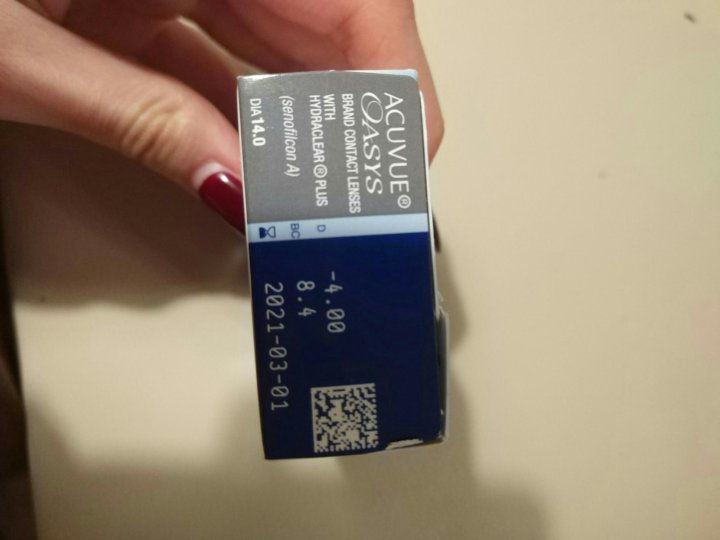 ACUVUE®
OASYS
BRAND CONTACT LENSES
WITH
HYDRACLEAR® PLUS
(senofilcon A)
DIA 14.0
D -4.00
BC 8.4
2021-03-01